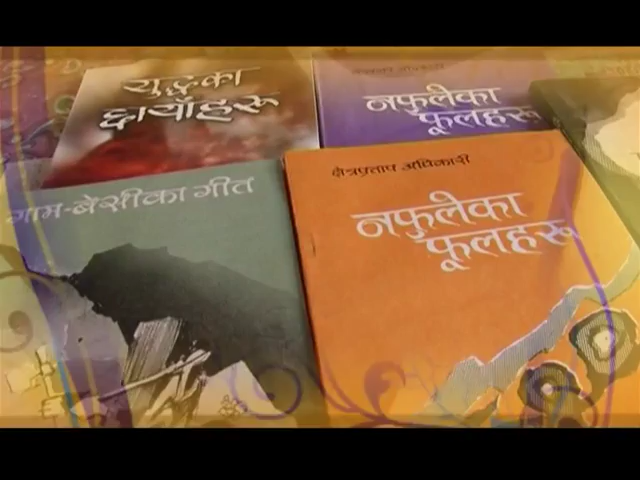 युद्धका
छायाँहरू
नफुलेका
फूलहरू
गाम-बेंसीका गीत
क्षेत्रप्रताप अधिकारी
नफुलेका
फूलहरू